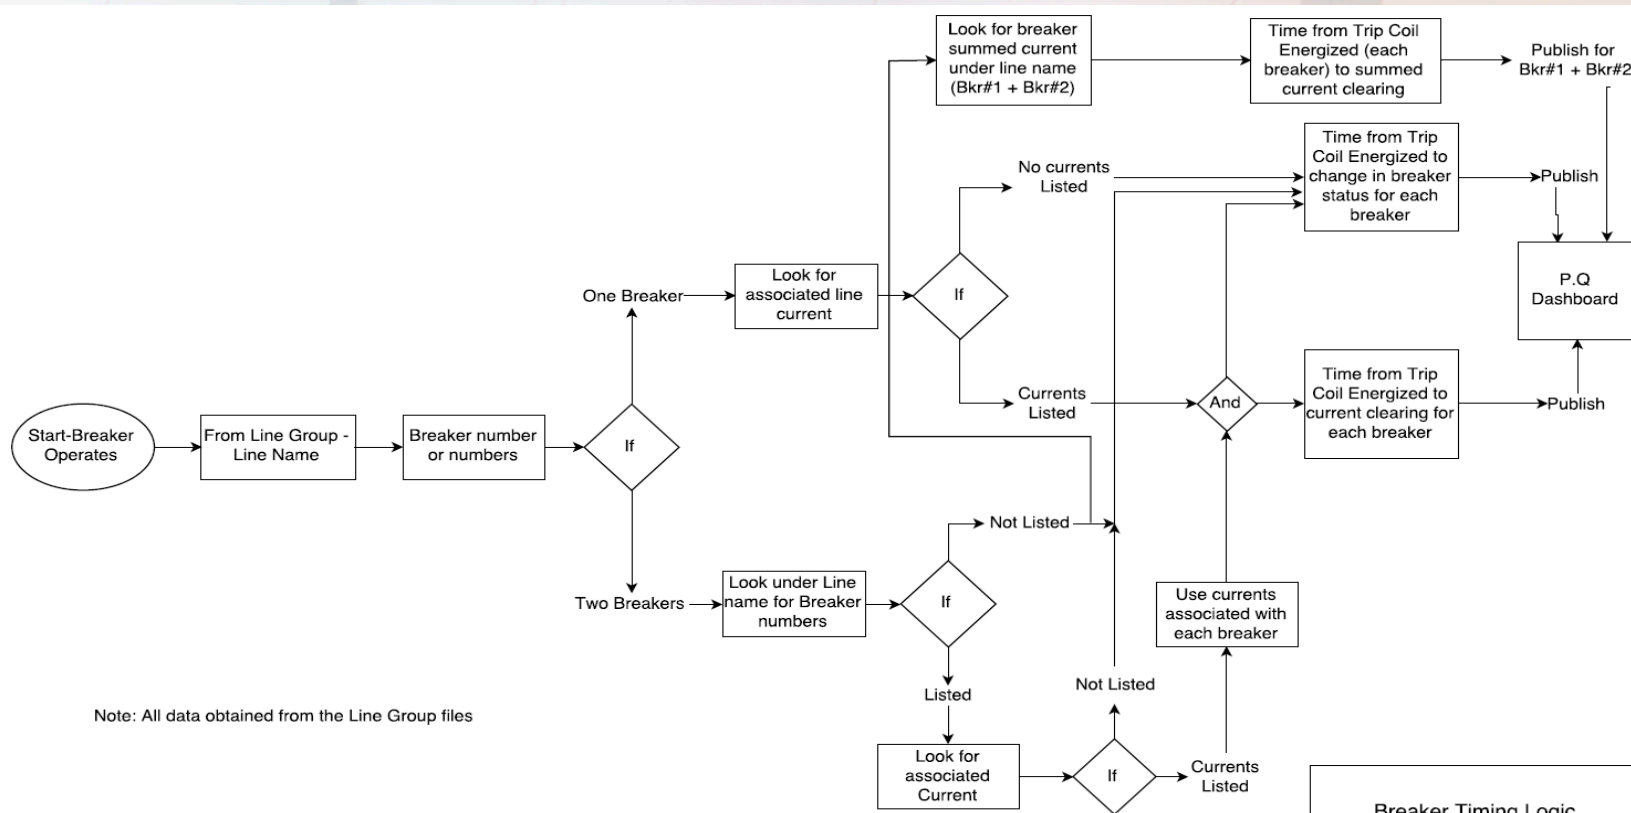 Look for breaker
summed current
under line name
(Bkr#1 + Bkr#2)
Time from Trip Coil
Energized (each
breaker) to summed
current clearing
Publish for
Bkr#1 + Bkr#2
No currents
Listed
Time from Trip
Coil Energized to
change in breaker
status for each
breaker
Publish
One Breaker
Look for
associated line
current
If
P.Q
Dashboard
Currents
Listed
And
Time from Trip
Coil Energized to
current clearing for
each breaker
Publish
Start-Breaker
Operates
From Line Group -
Line Name
Breaker number
or numbers
If
Not Listed
Two Breakers
Look under Line
name for Breaker
numbers
If
Use currents
associated with
each breaker
Listed
Not Listed
Note: All data obtained from the Line Group files
Look for
associated
Current
If
Currents
Listed
Breaker Timing Logic